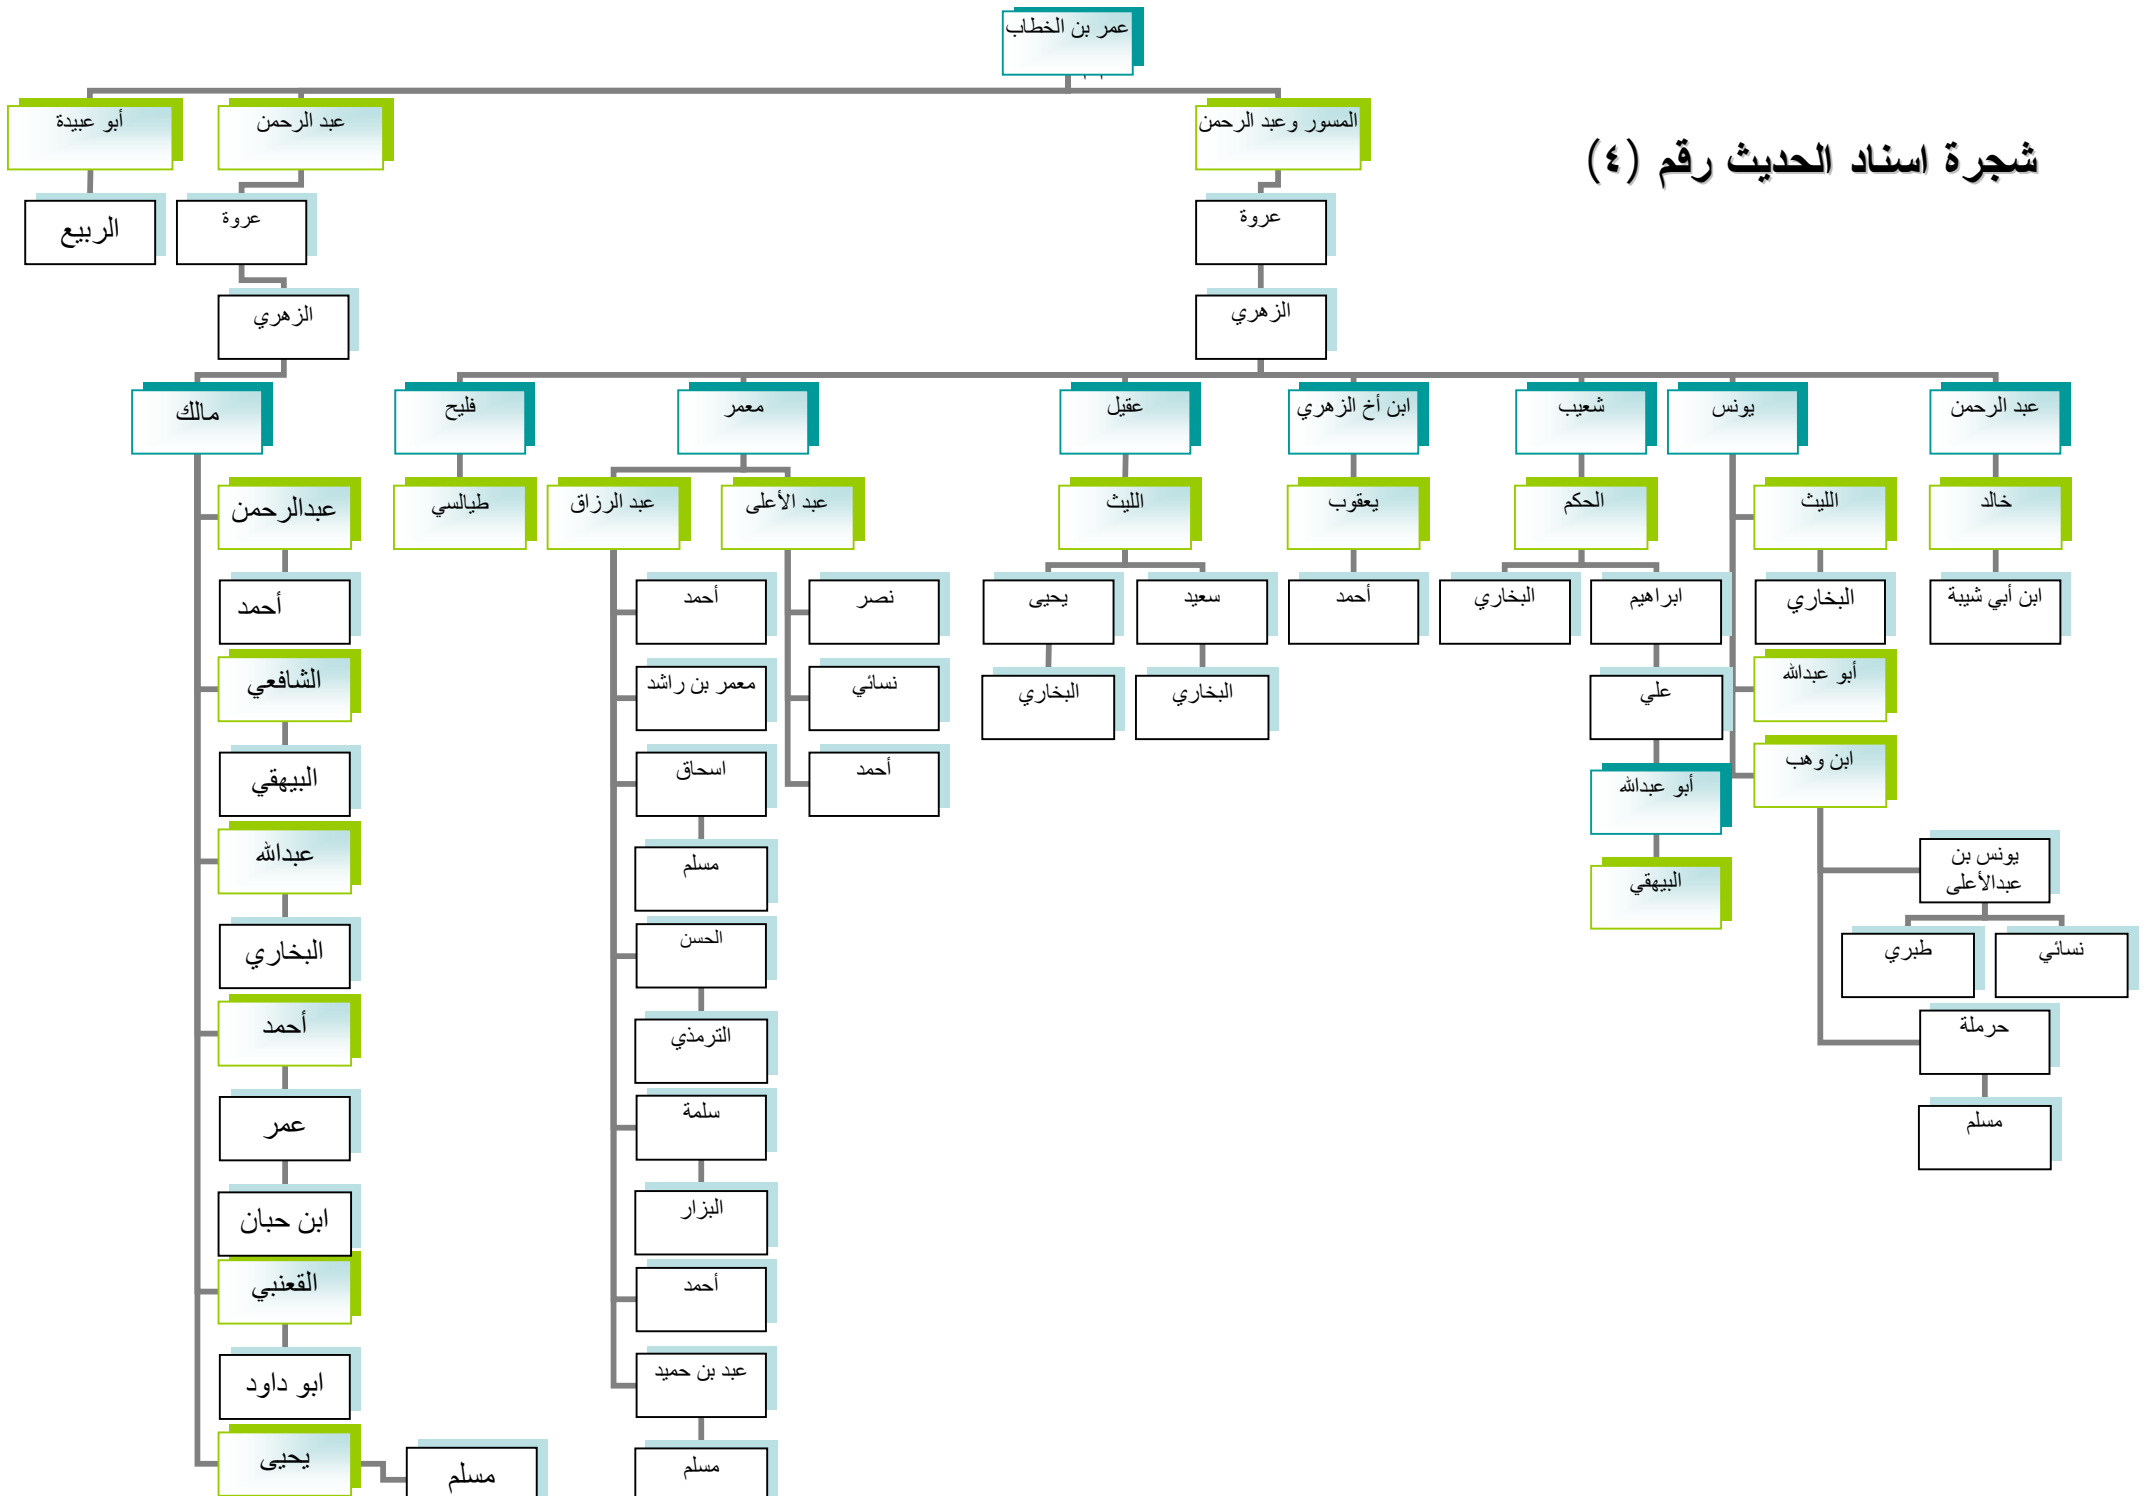 عمر بن الخطاب
شجرة اسناد الحديث رقم (٤)
المسور وعبد الرحمن
عبد الرحمن
أبو عبيدة
عروة
عروة
الربيع
الزهري
الزهري
عبد الرحمن
يونس
شعيب
ابن أخ الزهري
عقيل
معمر
فليح
مالك
خالد
الليث
الحكم
يعقوب
الليث
عبد الأعلى
عبد الرزاق
طيالسي
عبدالرحمن
ابن أبي شيبة
البخاري
ابراهيم
البخاري
أحمد
سعيد
يحيى
نصر
أحمد
أحمد
أبو عبدالله
علي
البخاري
البخاري
نسائي
معمر بن راشد
الشافعي
ابن وهب
أبو عبدالله
أحمد
اسحاق
البيهقي
يونس بن
عبدالأعلى
البيهقي
مسلم
عبدالله
نسائي
طبري
الحسن
البخاري
حرملة
الترمذي
أحمد
مسلم
سلمة
عمر
البزار
ابن حبان
أحمد
القعنبي
عبد بن حميد
ابو داود
مسلم
مسلم
يحيى